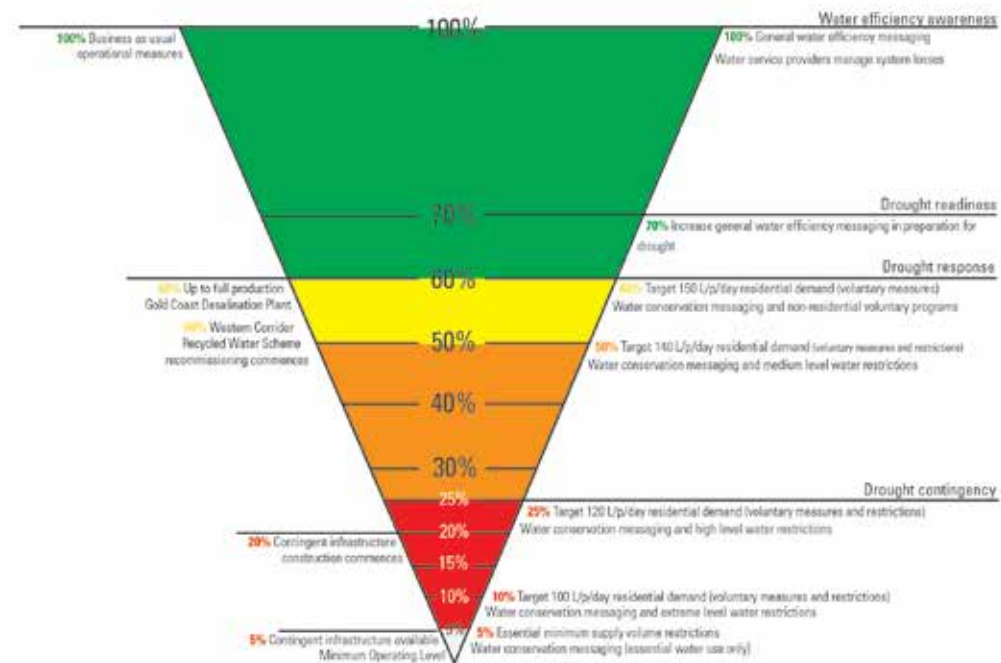 Water efficiency awareness
100%
100% Business as usual
operational measures
100% General water efficiency messaging
Water service providers manage system losses
Drought readiness
70%
70% Increase general water efficiency messaging in preparation for
drought
Drought response
60%
60% Up to full production
Gold Coast Desalination Plant.
60% Target 150 L/p/day residential demand (voluntary measures)
Water conservation messaging and non-residential voluntary programs
Western Corridor
Recycled Water Scheme
recommissioning commences
50%
50% Target 140 L/p/day residential demand (voluntary measures and restrictions)
Water conservation messaging and medium level water restrictions
40%
30%
Drought contingency
25%
25% Target 120 L/p/day residential demand (voluntary measures and restrictions)
Water conservation messaging and high level water restrictions
20%
20% Contingent infrastructure
construction commences
15%
10%
10% Target 100 L/p/day residential demand (voluntary measures and restrictions)
Water conservation messaging and extreme level water restrictions
5%
5% Contingent infrastructure available
Minimum Operating Level
5% Essential minimum supply volume restrictions
Water conservation messaging (essential water use only)